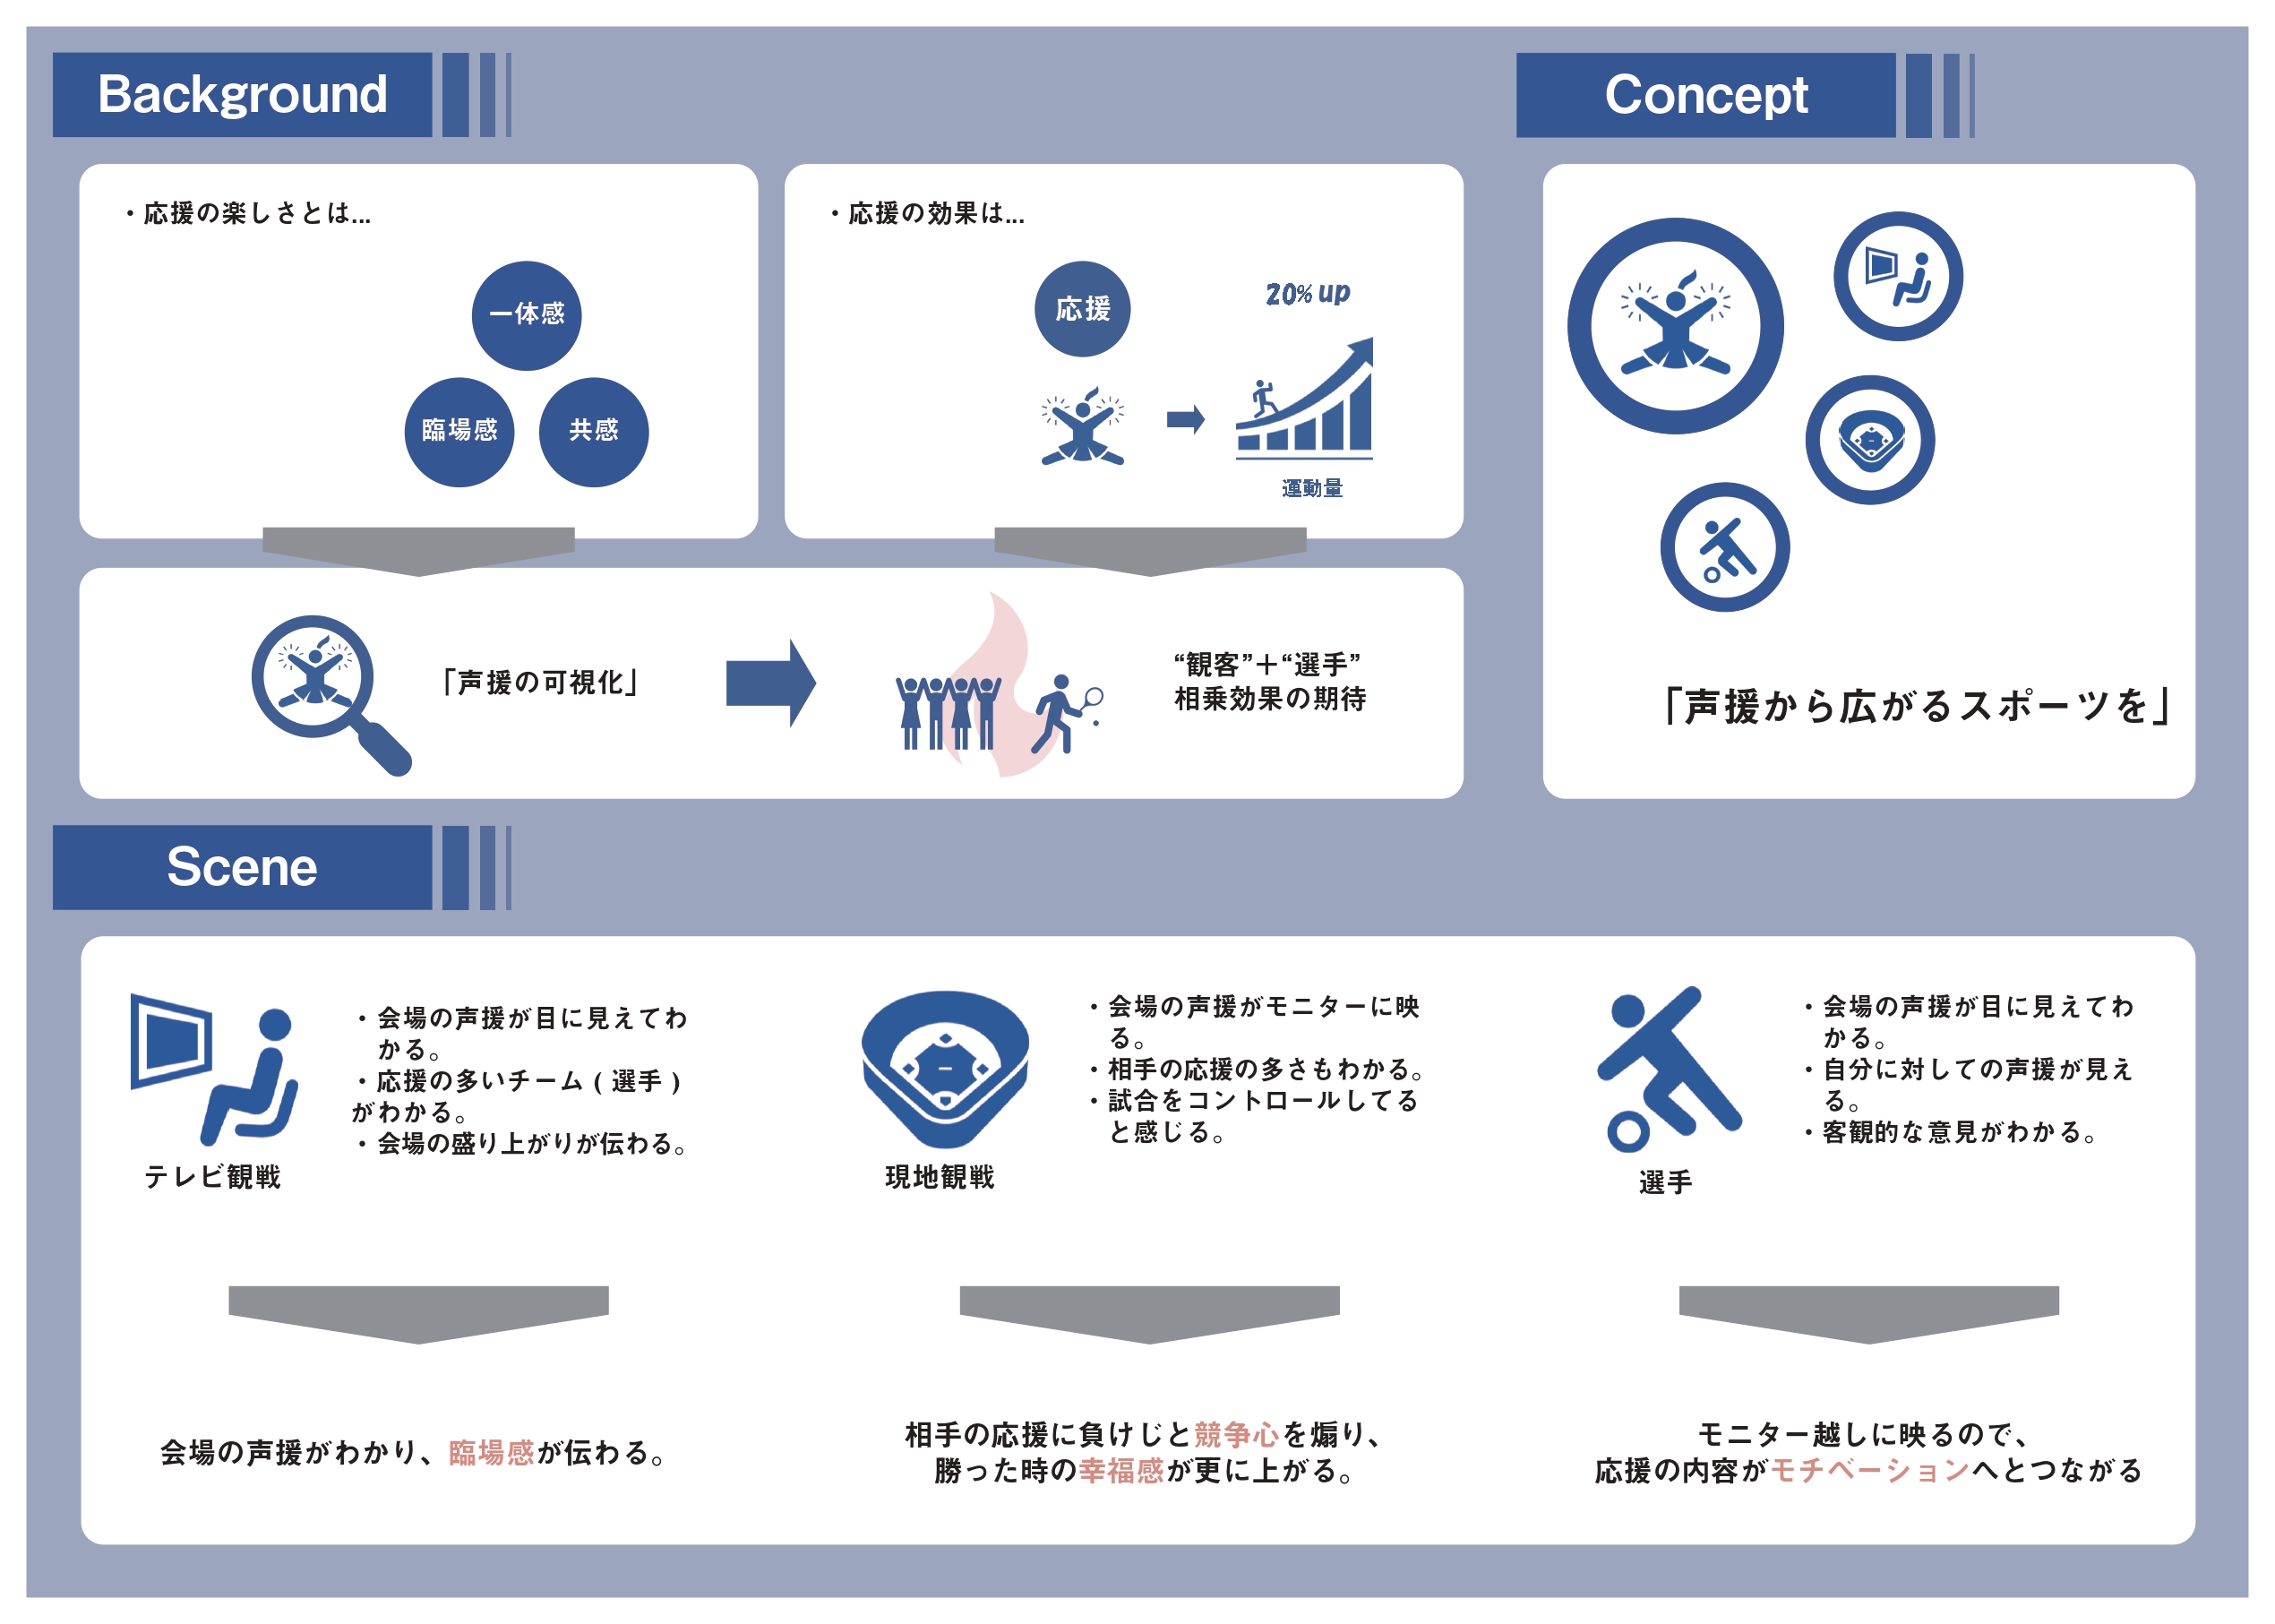 Background
・応援の楽しさとは...
一体感
臨場感
共感
・応援の効果は...
応援
20% up
運動量
「声援の可視化」
“観客”＋“選手”
相乗効果の期待
Concept
「声援から広がるスポーツを」
Scene
テレビ観戦
・会場の声援が目に見えてわ
かる。
・応援の多いチーム ( 選手 )
がわかる。
・会場の盛り上がりが伝わる。
会場の声援がわかり、臨場感が伝わる。
現地観戦
・会場の声援がモニターに映
る。
・相手の応援の多さもわかる。
・試合をコントロールしてる
と感じる。
相手の応援に負けじと競争心を煽り、
勝った時の幸福感が更に上がる。
選手
・会場の声援が目に見えてわ
かる。
・自分に対しての声援が見え
る。
・客観的な意見がわかる。
モニター越しに映るので、
応援の内容がモチベーションへとつながる